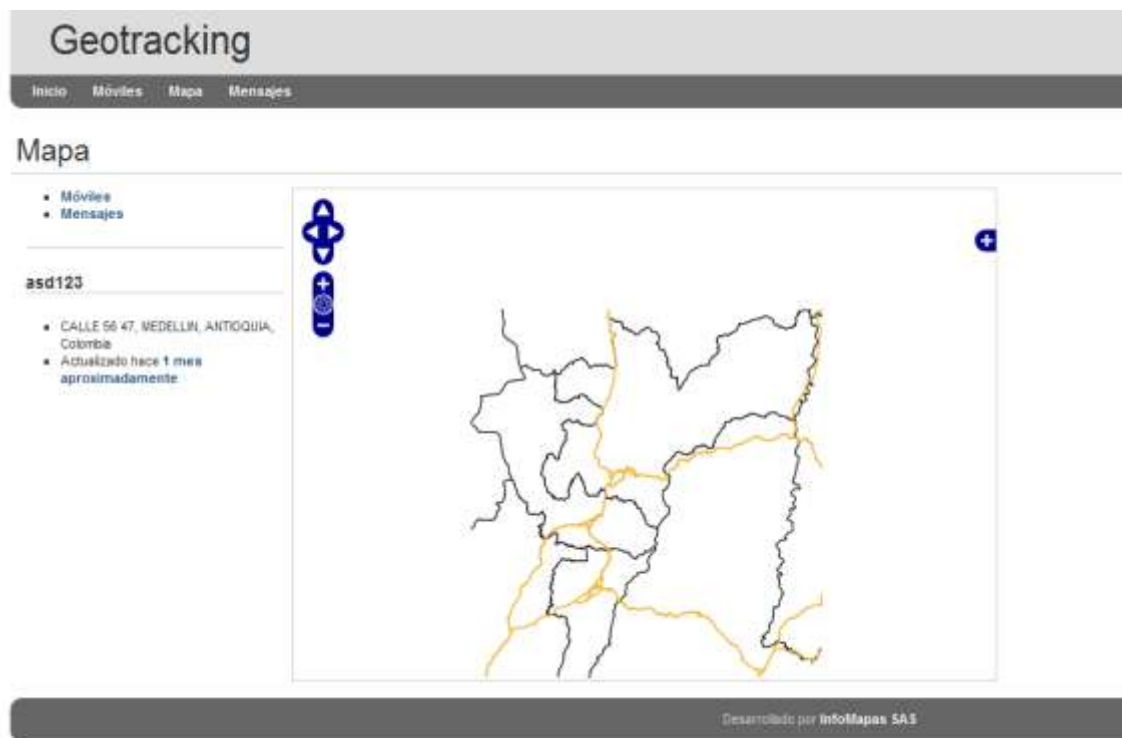 Geotracking
Inicio Móviles Mapa Mensajes
Mapa
Móviles
Mensajes
asd123
CALLE 56 47, MEDELLIN, ANTIOQUIA,
Colombia
Actualizado hace 1 mes
aproximadamente
Desarrollado por InfoMapas SAS